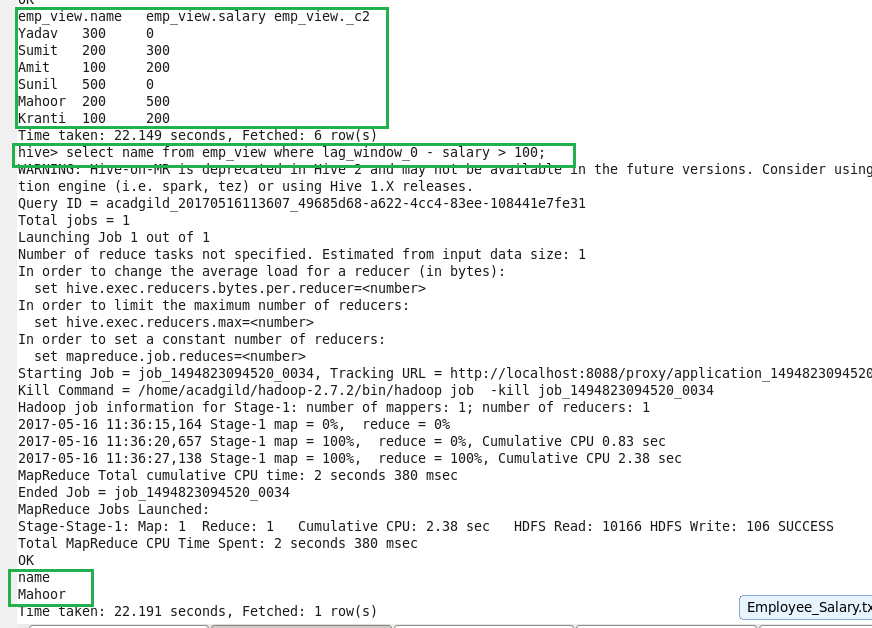 OK
emp_view.name emp_view.salary emp_view._c2
Yadav 300 0
Sumit 200 300
Amit 100 200
Sunil 500 0
Mahoor 200 500
Kranti 100 200
Time taken: 22.149 seconds, Fetched: 6 row(s)
hive> select name from emp_view where lag_window_0 - salary > 100;
WARNING: Hive-on-MR is deprecated in Hive 2 and may not be available in the future versions. Consider using
tion engine (i.e. spark, tez) or using Hive 1.X releases.
Query ID = acadgild_20170516113607_49685d68-a622-4cc4-83ee-108441e7fe31
Total jobs = 1
Launching Job 1 out of 1
Number of reduce tasks not specified. Estimated from input data size: 1
In order to change the average load for a reducer (in bytes):
set hive.exec.reducers.bytes.per.reducer=<number>
In order to limit the maximum number of reducers:
set hive.exec.reducers.max=<number>
In order to set a constant number of reducers:
set mapreduce.job.reduces=<number>
Starting Job = job_1494823094520_0034, Tracking URL = http://localhost:8088/proxy/application_1494823094520
Kill Command = /home/acadgild/hadoop-2.7.2/bin/hadoop job -kill job_1494823094520_0034
Hadoop job information for Stage-1: number of mappers: 1; number of reducers: 1
2017-05-16 11:36:15,164 Stage-1 map = 0%, reduce = 0%
2017-05-16 11:36:20,657 Stage-1 map = 100%, reduce = 0%, Cumulative CPU 0.83 sec
2017-05-16 11:36:27,138 Stage-1 map = 100%, reduce = 100%, Cumulative CPU 2.38 sec
MapReduce Total cumulative CPU time: 2 seconds 380 msec
Ended Job = job_1494823094520_0034
MapReduce Jobs Launched:
Stage-Stage-1: Map: 1 Reduce: 1 Cumulative CPU: 2.38 sec HDFS Read: 10166 HDFS Write: 106 SUCCESS
Total MapReduce CPU Time Spent: 2 seconds 380 msec
OK
name
Mahoor
Time taken: 22.191 seconds, Fetched: 1 row(s)
Employee_Salary.tx